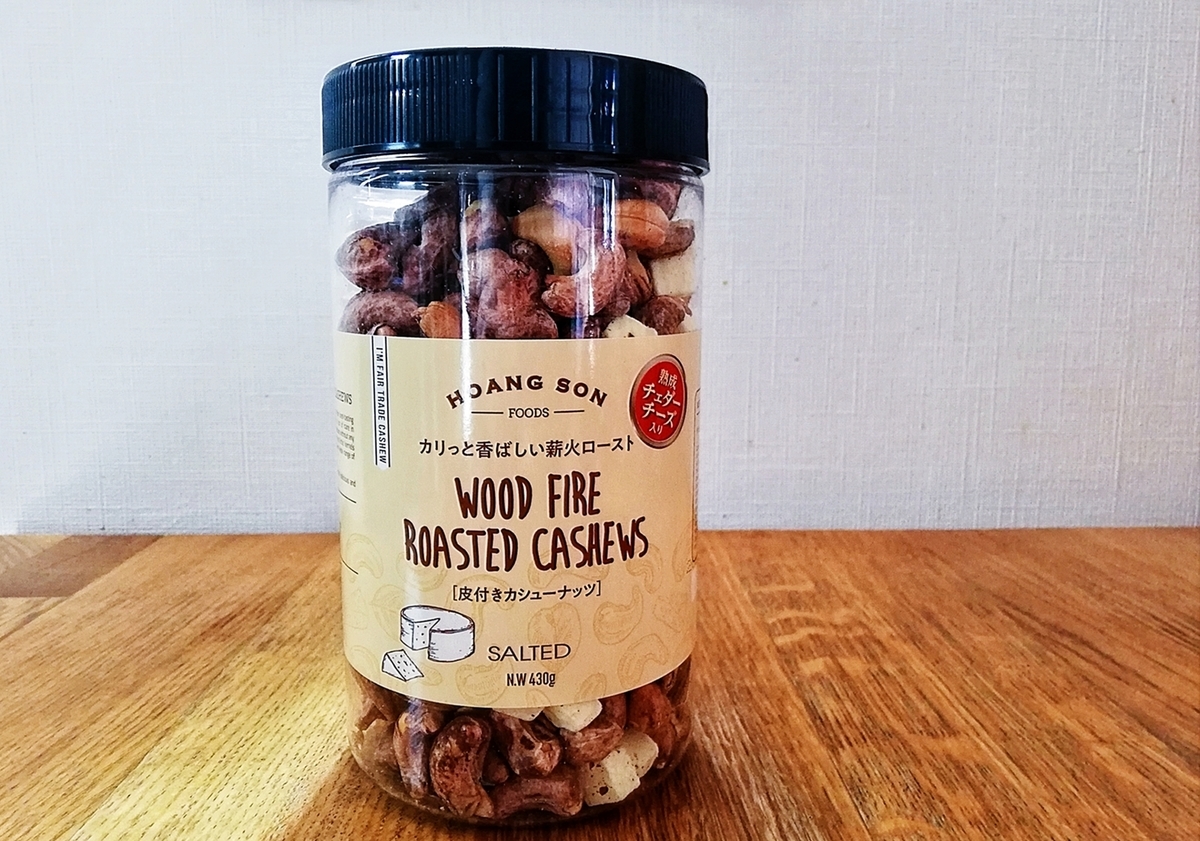 I'M FAIR TRADE CASHEW
HOANG SON
FOODS
熟成
チェダー
チーズ
入り
カリっと香ばしい薪火ロースト
WOOD FIRE
ROASTED CASHEWS
[皮付きカシューナッツ]
SALTED
N.W 430g